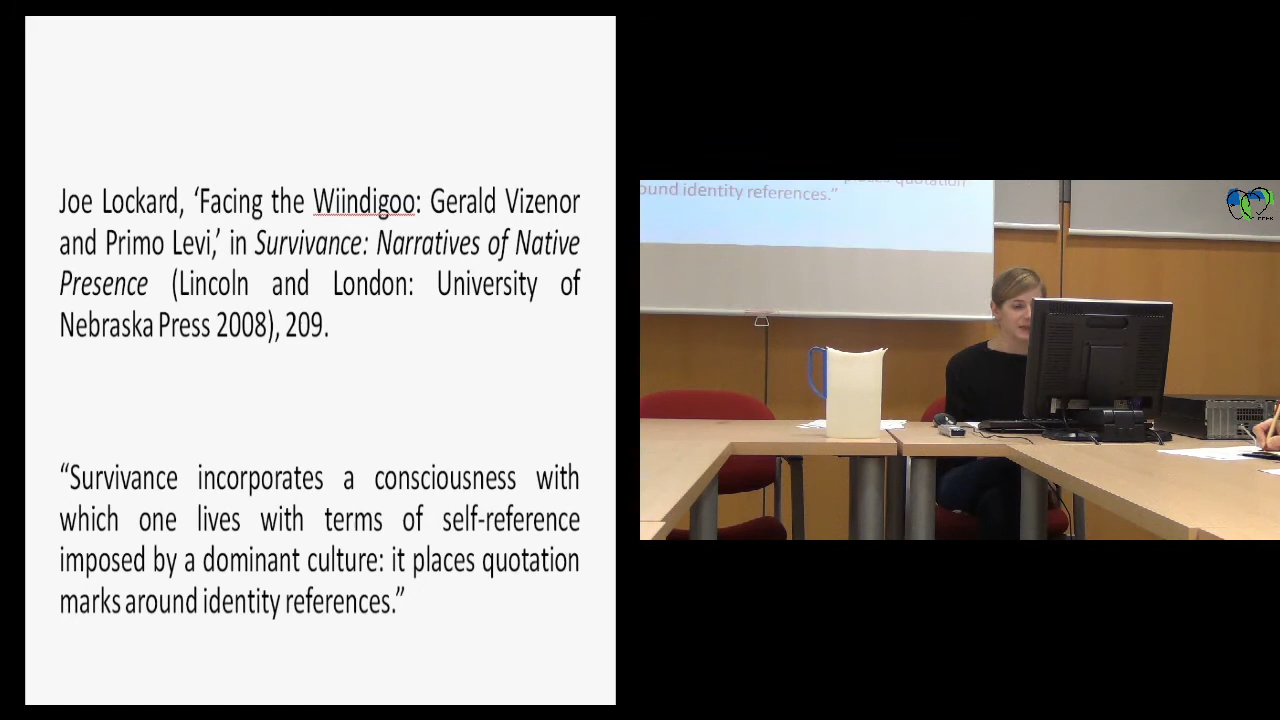 Joe Lockard, ‘Facing the Wiindigoo: Gerald Vizenor
and Primo Levi,’ in Survivance: Narratives of Native
Presence (Lincoln and London: University of
Nebraska Press 2008), 209.
“Survivance incorporates a consciousness with
which one lives with terms of self-reference
imposed by a dominant culture: it places quotation
marks around identity references.”
places quotation
ound identity references.”